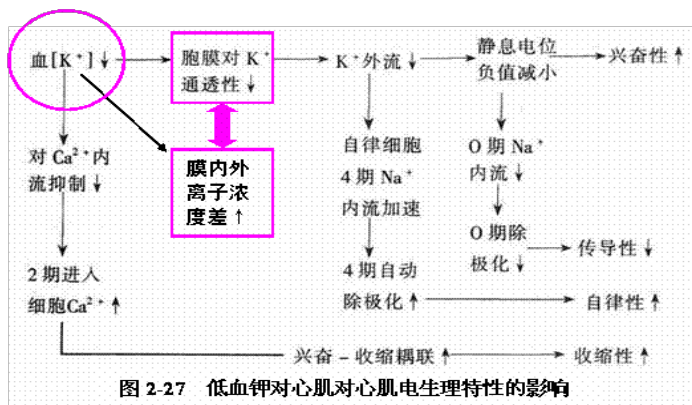 血[K⁺]↓
胞膜对K⁺
通透性↓
K⁺外流↓
静息电位
负值减小
兴奋性↑
对Ca²⁺内
流抑制↓
膜内外
离子浓
度差↑
自律细胞
4期Na⁺
内流加速
0期Na⁺
内流↓
0期除
极化↓
传导性↓
2期进入
细胞Ca²⁺↑
4期自动
除极化↑
自律性↑
兴奋-收缩耦联↑
收缩性↑
图 2-27 低血钾对心肌对心肌电生理特性的影响